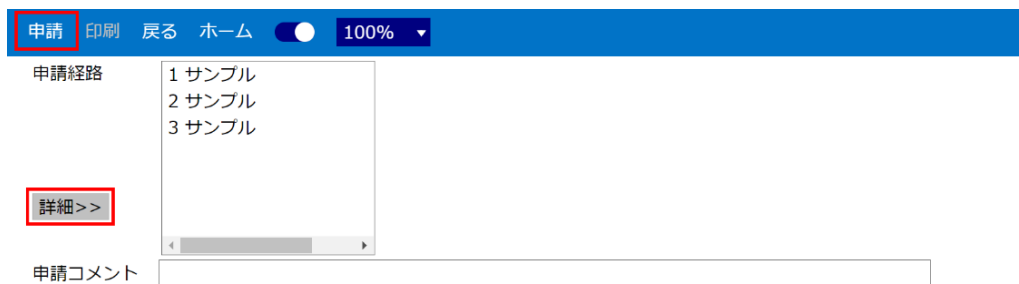 申請 印刷 戻る ホーム 100%
申請経路
1 サンプル
2 サンプル
3 サンプル
詳細>>
申請コメント